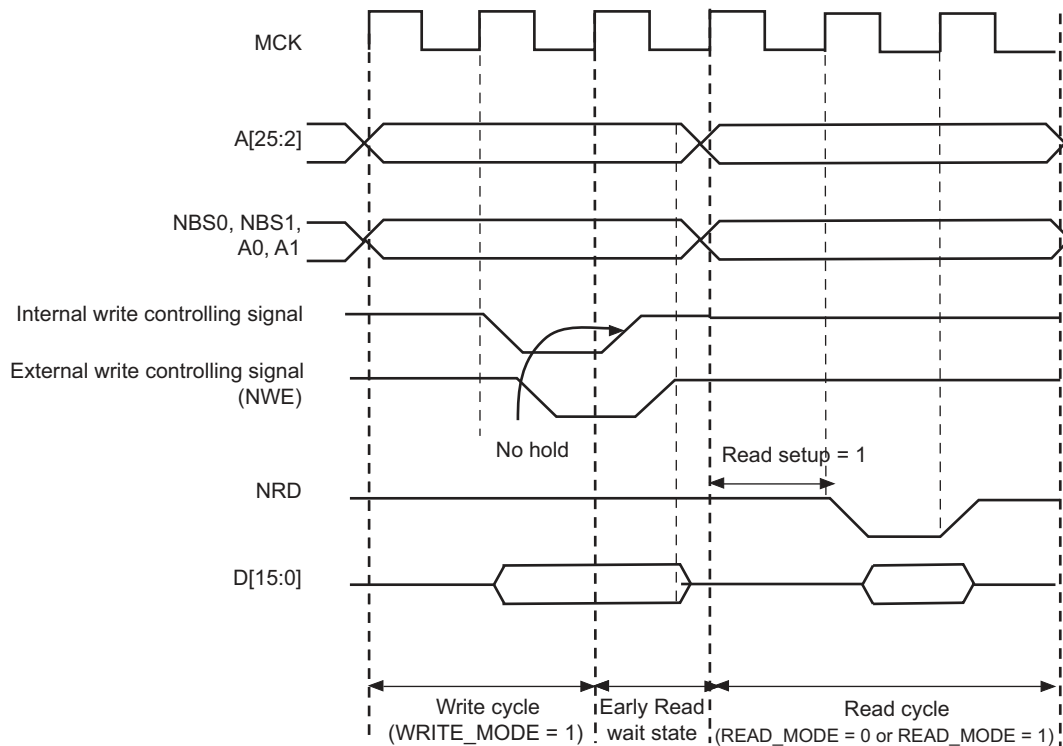 MCK
A[25:2]
NBS0, NBS1,
A0, A1
Internal write controlling signal
External write controlling signal
(NWE)
No hold
Read setup = 1
NRD
D[15:0]
Write cycle
(WRITE_MODE = 1)
Early Read
wait state
Read cycle
(READ_MODE = 0 or READ_MODE = 1)